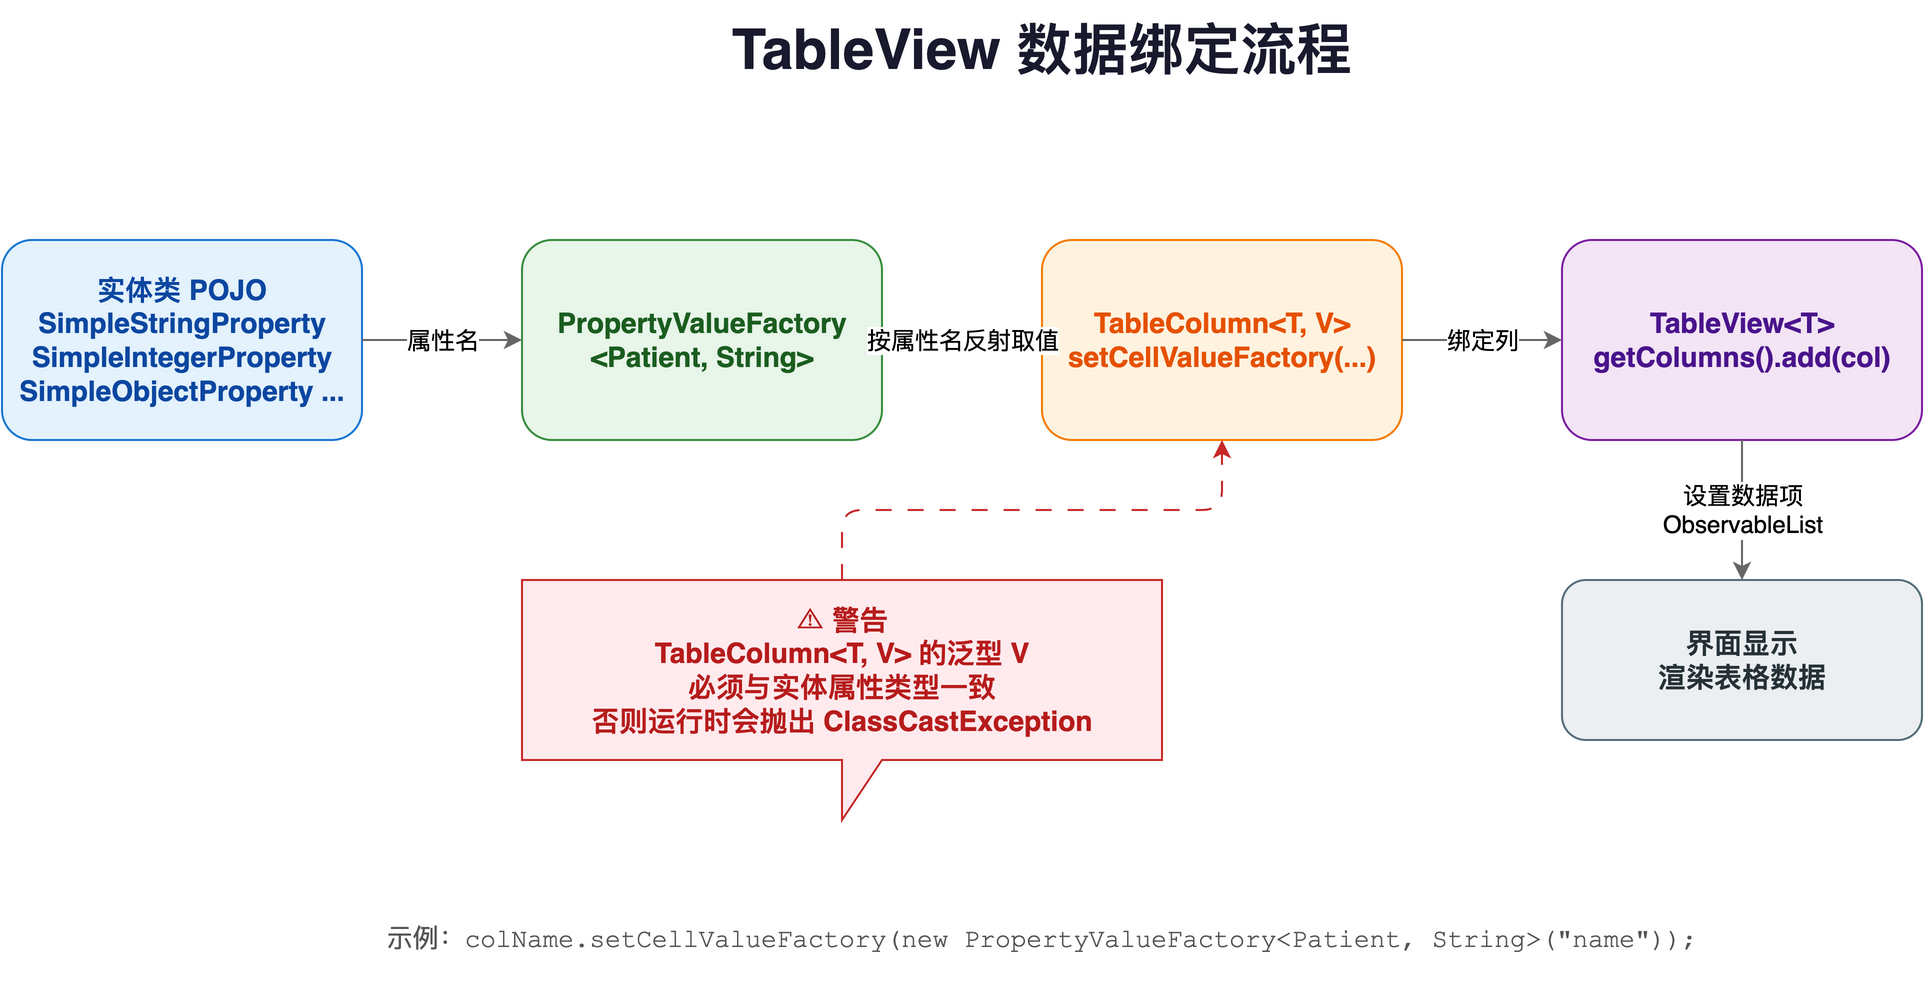 TableView 数据绑定流程
实体类 POJO
SimpleStringProperty
SimpleIntegerProperty
SimpleObjectProperty ...
属性名
PropertyValueFactory
<Patient, String>
按属性名反射取值
TableColumn<T, V>
setCellValueFactory(...)
绑定列
TableView<T>
getColumns().add(col)
设置数据项
ObservableList
⚠ 警告
TableColumn<T, V> 的泛型 V
必须与实体属性类型一致
否则运行时会抛出 ClassCastException
界面显示
渲染表格数据
示例：colName.setCellValueFactory(new PropertyValueFactory<Patient, String>("name"));